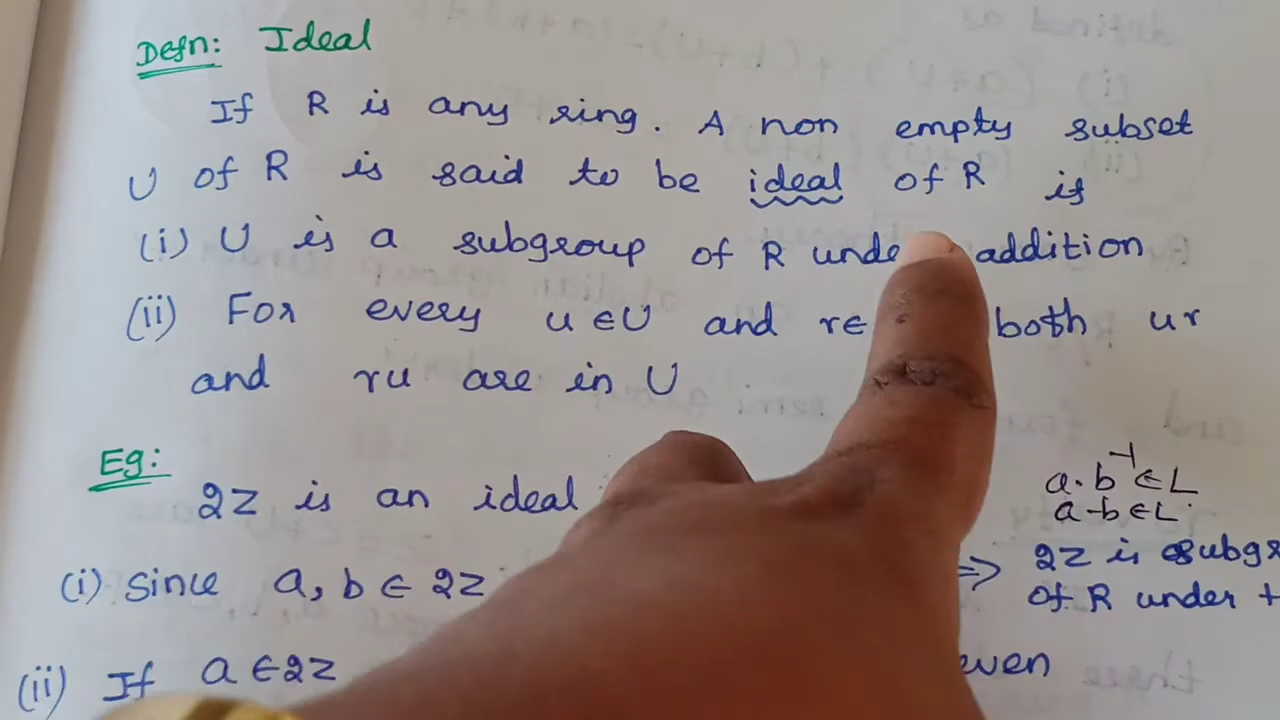 Defn: Ideal
If R is any ring. A non empty subset
U of R is said to be ideal of R is
(i) U is a subgroup of R unde addition
(ii) For every u ∈ U and r ∈ both ur
and ru are in U
Eg:
2Z is an ideal
a·b⁻¹ ∈ L
a-b ∈ L
(i) Since a, b ∈ 2Z ⇒ 2Z is subg
of R under +
(ii) If a ∈ 2Z even